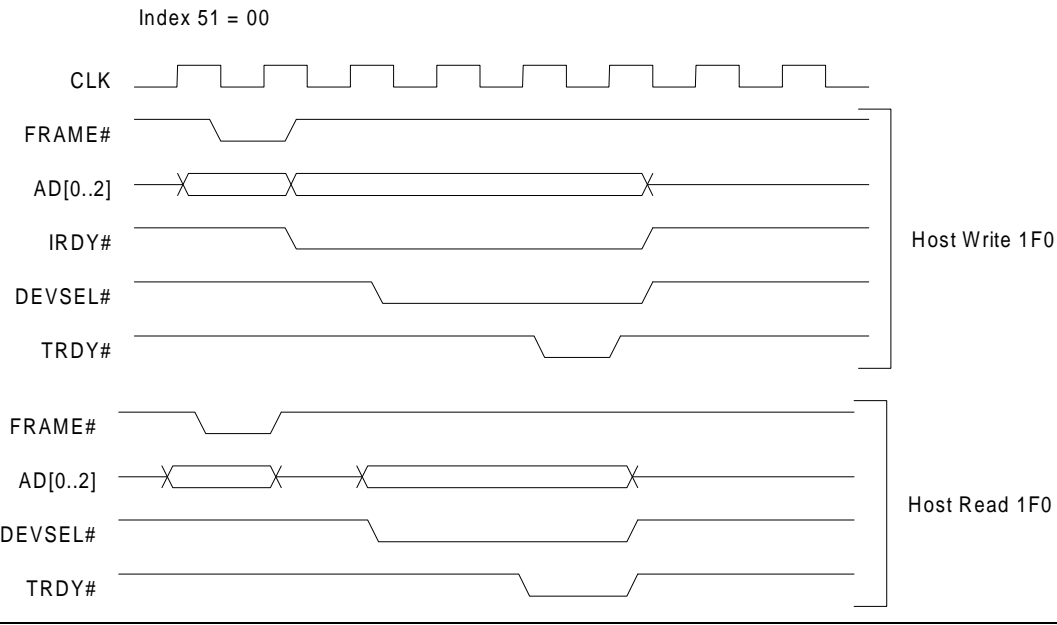 Index 51 = 00
CLK
FRAME#
AD[0..2]
IRDY#
Host Write 1F0
DEVSEL#
TRDY#
FRAME#
AD[0..2]
Host Read 1F0
DEVSEL#
TRDY#